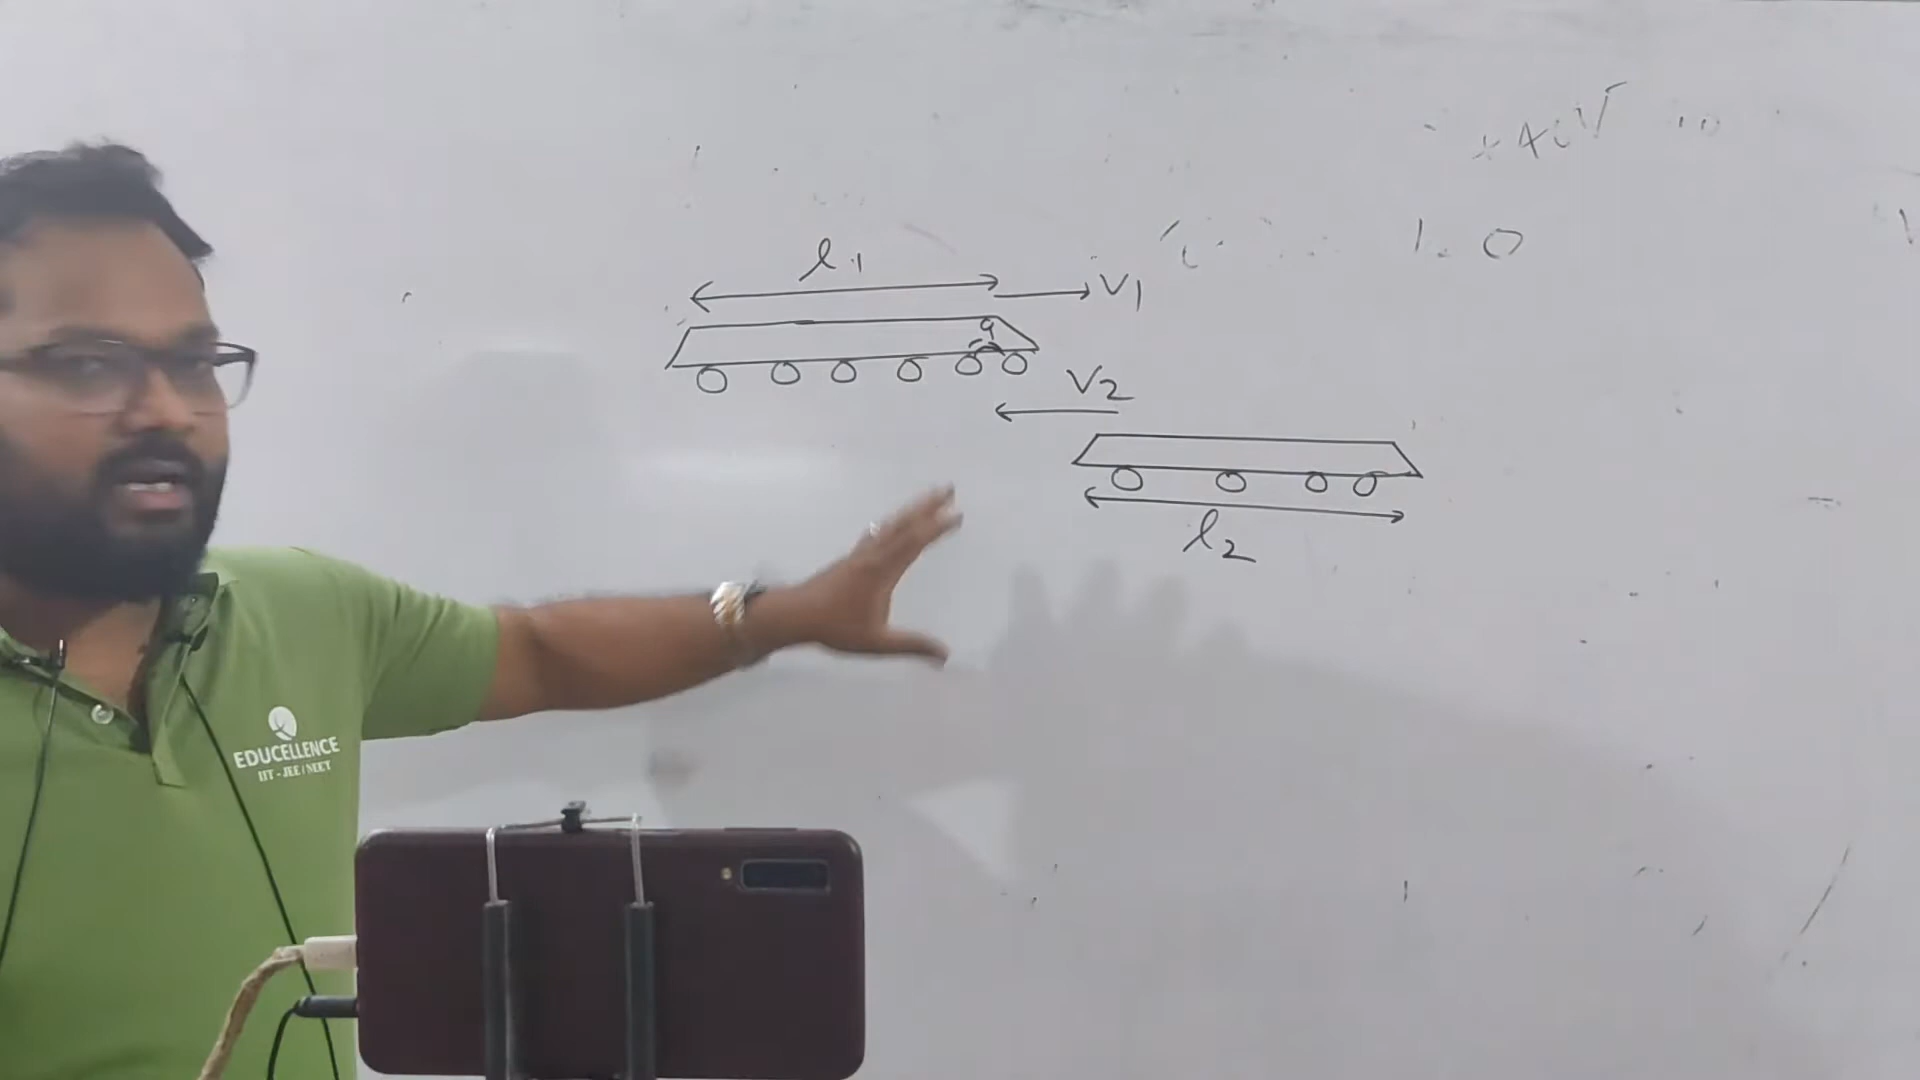 l1
V1
V2
l2
EDUCELLENCE
IIT - JEE / NEET